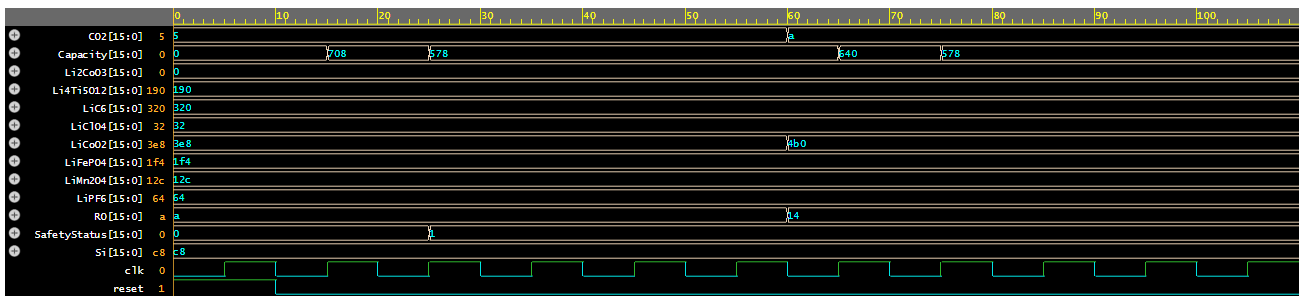 0 10 20 30 40 50 60 70 80 90 100
CO2[15:0] 5 5 a
Capacity[15:0] 0 0 708 578 640 578
Li2CoO3[15:0] 0 0
Li4Ti5O12[15:0] 190 190
LiC6[15:0] 320 320
LiClO4[15:0] 32 32
LiCoO2[15:0] 3e8 3e8 4b0
LiFePO4[15:0] 1f4 1f4
LiMn2O4[15:0] 12c 12c
LiPF6[15:0] 64 64
RO[15:0] a a 14
SafetyStatus[15:0] 0 0 1
Si[15:0] c8 c8
clk 0
reset 1